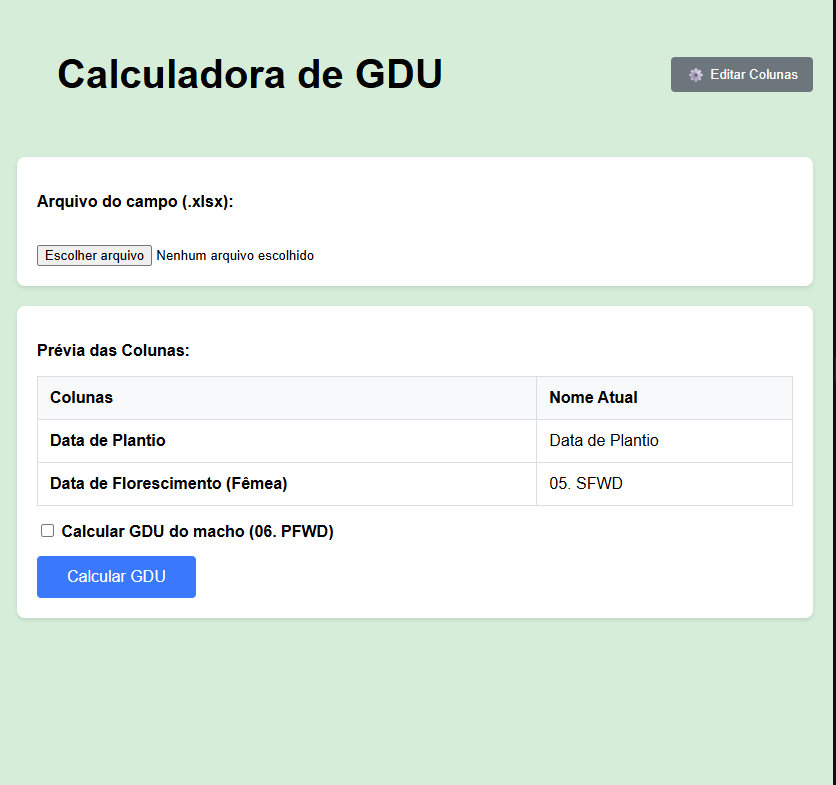 Calculadora de GDU
Editar Colunas
Arquivo do campo (.xlsx):
Escolher arquivo Nenhum arquivo escolhido
Prévia das Colunas:
Colunas Nome Atual
Data de Plantio Data de Plantio
Data de Florescimento (Fêmea) 05. SFWD
Calcular GDU do macho (06. PFWD)
Calcular GDU